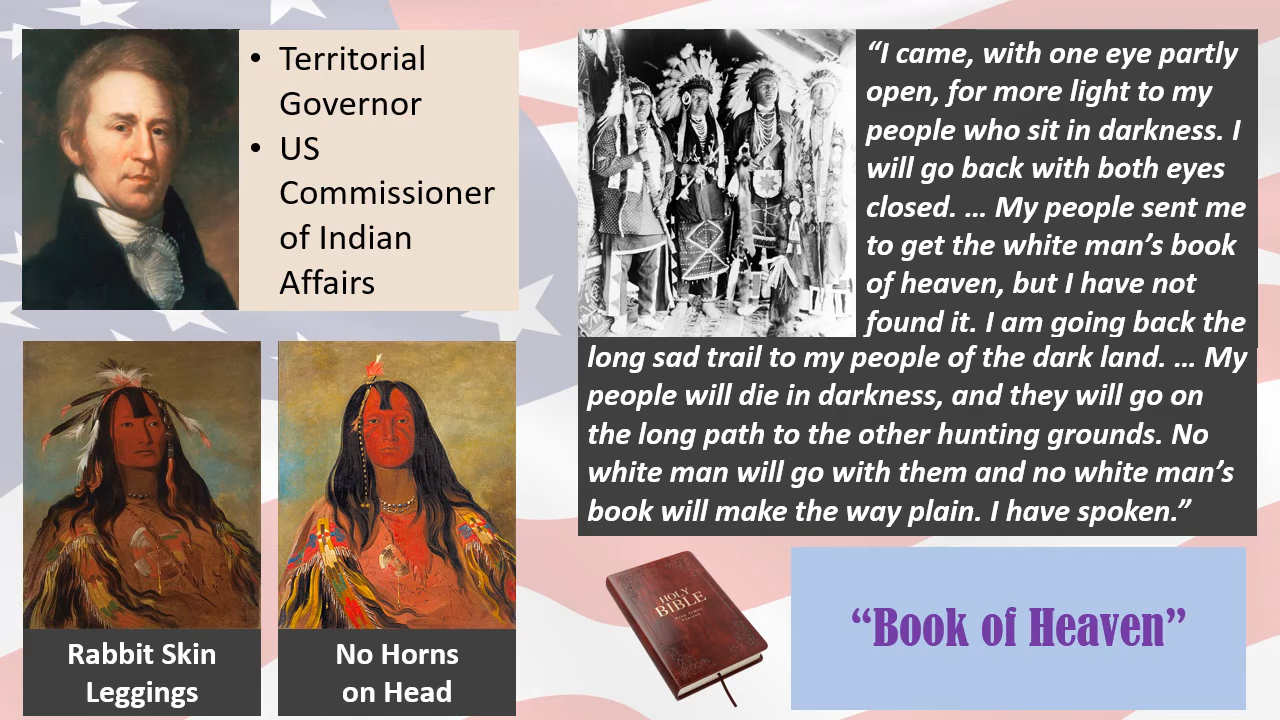 • Territorial
Governor
• US
Commissioner
of Indian
Affairs
Rabbit Skin
Leggings
No Horns
on Head
“I came, with one eye partly
open, for more light to my
people who sit in darkness. I
will go back with both eyes
closed. … My people sent me
to get the white man’s book
of heaven, but I have not
found it. I am going back the
long sad trail to my people of the dark land. … My
people will die in darkness, and they will go on
the long path to the other hunting grounds. No
white man will go with them and no white man’s
book will make the way plain. I have spoken.”
HOLY
BIBLE
“Book of Heaven”